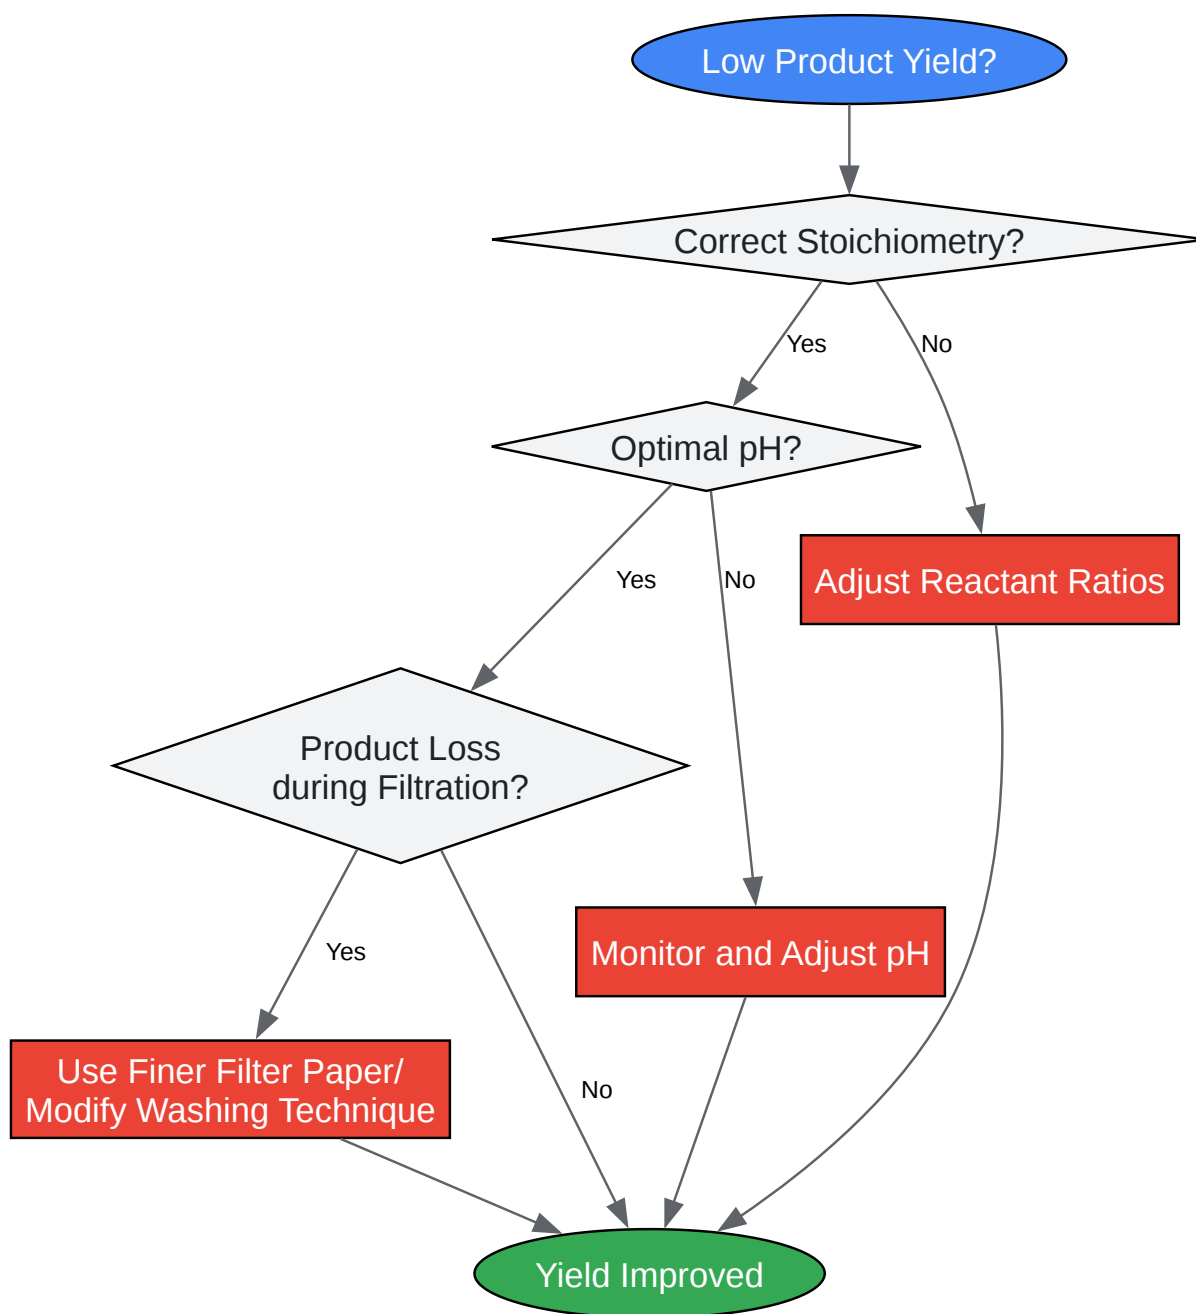 Low Product Yield?
Correct Stoichiometry?
Yes
No
Optimal pH?
Yes
No
Adjust Reactant Ratios
Product Loss
during Filtration?
Yes
Monitor and Adjust pH
Use Finer Filter Paper/
Modify Washing Technique
No
Yield Improved